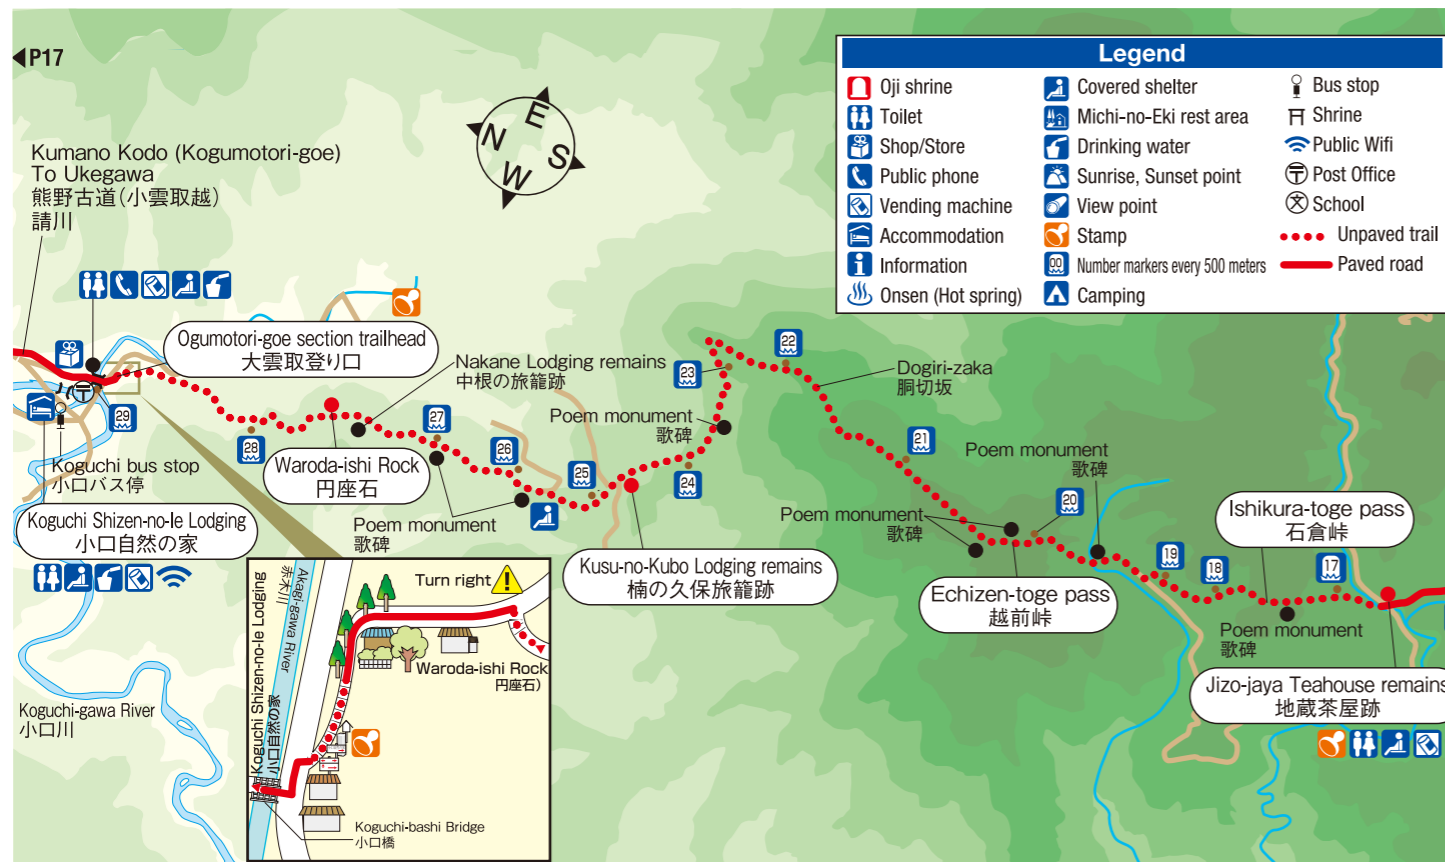 ◀P17
Kumano Kodo (Kogumotori-goe)
To Ukegawa
熊野古道(小雲取越)
請川
N
E
S
W
Legend
Oji shrine
Toilet
Shop/Store
Public phone
Vending machine
Accommodation
Information
Onsen (Hot spring)
Covered shelter
Michi-no-Eki rest area
Drinking water
Sunrise, Sunset point
View point
Stamp
00 Number markers every 500 meters
Camping
Bus stop
Shrine
Public Wifi
〒 Post Office
文 School
Unpaved trail
Paved road
Ogumotori-goe section trailhead
大雲取登り口
〒
29
Koguchi bus stop
小口バス停
Koguchi Shizen-no-Ie Lodging
小口自然の家
Koguchi-gawa River
小口川
28
Waroda-ishi Rock
円座石
Nakane Lodging remains
中根の旅籠跡
27
Poem monument
歌碑
26
25
Kusu-no-Kubo Lodging remains
楠の久保旅籠跡
24
Poem monument
歌碑
23
22
Dogiri-zaka
胴切坂
21
Poem monument
歌碑
Echizen-toge pass
越前峠
20
Poem monument
歌碑
19
18
Ishikura-toge pass
石倉峠
17
Poem monument
歌碑
Jizo-jaya Teahouse remains
地蔵茶屋跡
Koguchi Shizen-no-Ie Lodging
小口自然の家
Akagi-gawa River
赤木川
Turn right
Waroda-ishi Rock
円座石)
Koguchi-bashi Bridge
小口橋